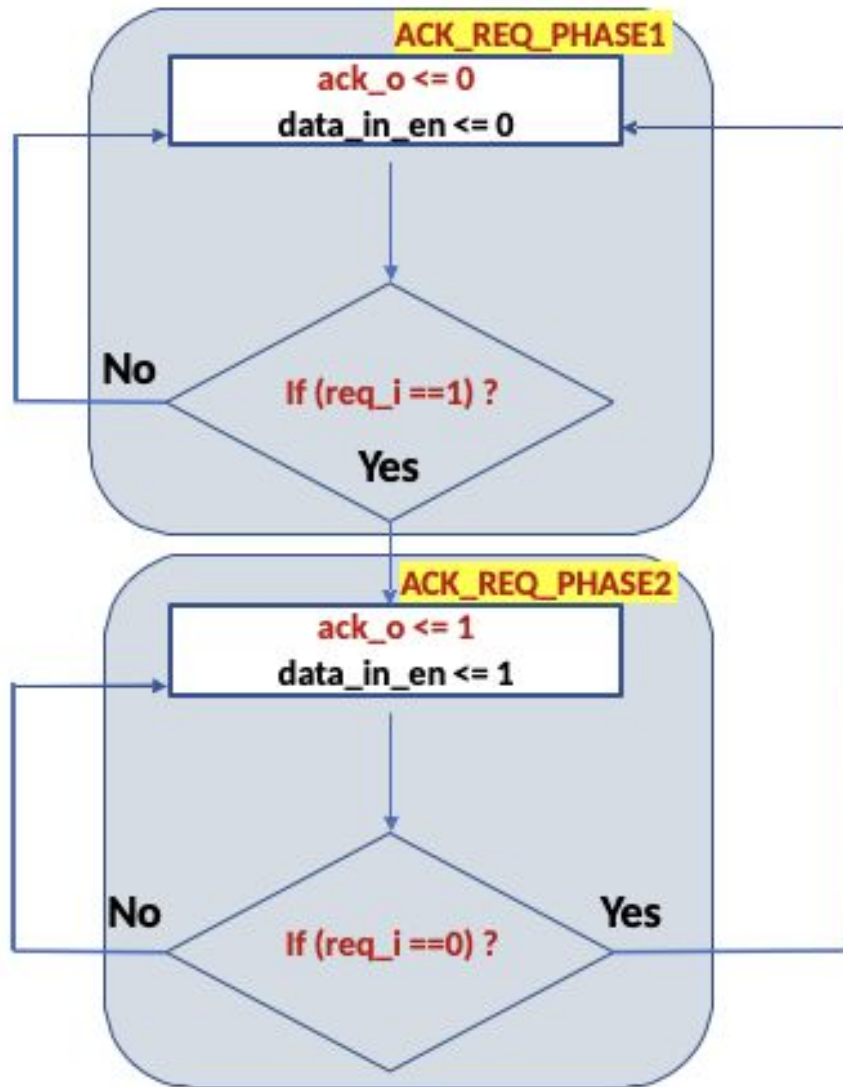 ACK_REQ_PHASE1
ack_o <= 0
data_in_en <= 0
No
If (req_i ==1) ?
Yes
ACK_REQ_PHASE2
ack_o <= 1
data_in_en <= 1
No
Yes
If (req_i ==0) ?